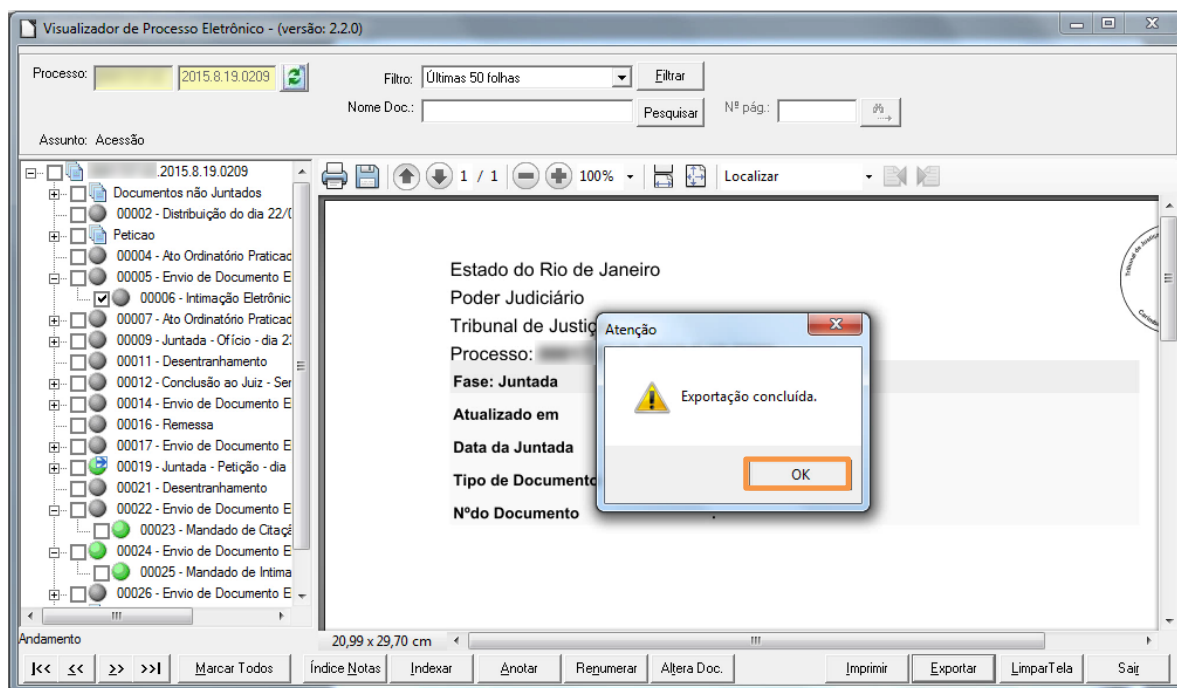 Visualizador de Processo Eletrônico - (versão: 2.2.0)
Processo: 2015.8.19.0209
Filtro: Últimas 50 folhas Filtrar
Nome Doc.: Pesquisar Nº pág.:
Assunto: Acessão
.2015.8.19.0209
Documentos não Juntados
00002 - Distribuição do dia 22/0
Peticao
00004 - Ato Ordinatório Praticad
00005 - Envio de Documento E
00006 - Intimação Eletrônic
00007 - Ato Ordinatório Praticad
00009 - Juntada - Ofício - dia 2
00011 - Desentranhamento
00012 - Conclusão ao Juiz - Ser
00014 - Envio de Documento E
00016 - Remessa
00017 - Envio de Documento E
00019 - Juntada - Petição - dia
00021 - Desentranhamento
00022 - Envio de Documento E
00023 - Mandado de Citaçã
00024 - Envio de Documento E
00025 - Mandado de Intima
00026 - Envio de Documento E
Andamento
1 / 1 100% Localizar
Estado do Rio de Janeiro
Poder Judiciário
Tribunal de Justiç
Processo:
Fase: Juntada
Atualizado em
Data da Juntada
Tipo de Documento
Nºdo Documento
Tribunal de Justiça
Atenção
Exportação concluída.
OK
20,99 x 29,70 cm
|<< << >> >>| Marcar Todos Índice Notas Indexar Anotar Renumerar Altera Doc. Imprimir Exportar LimparTela Sair